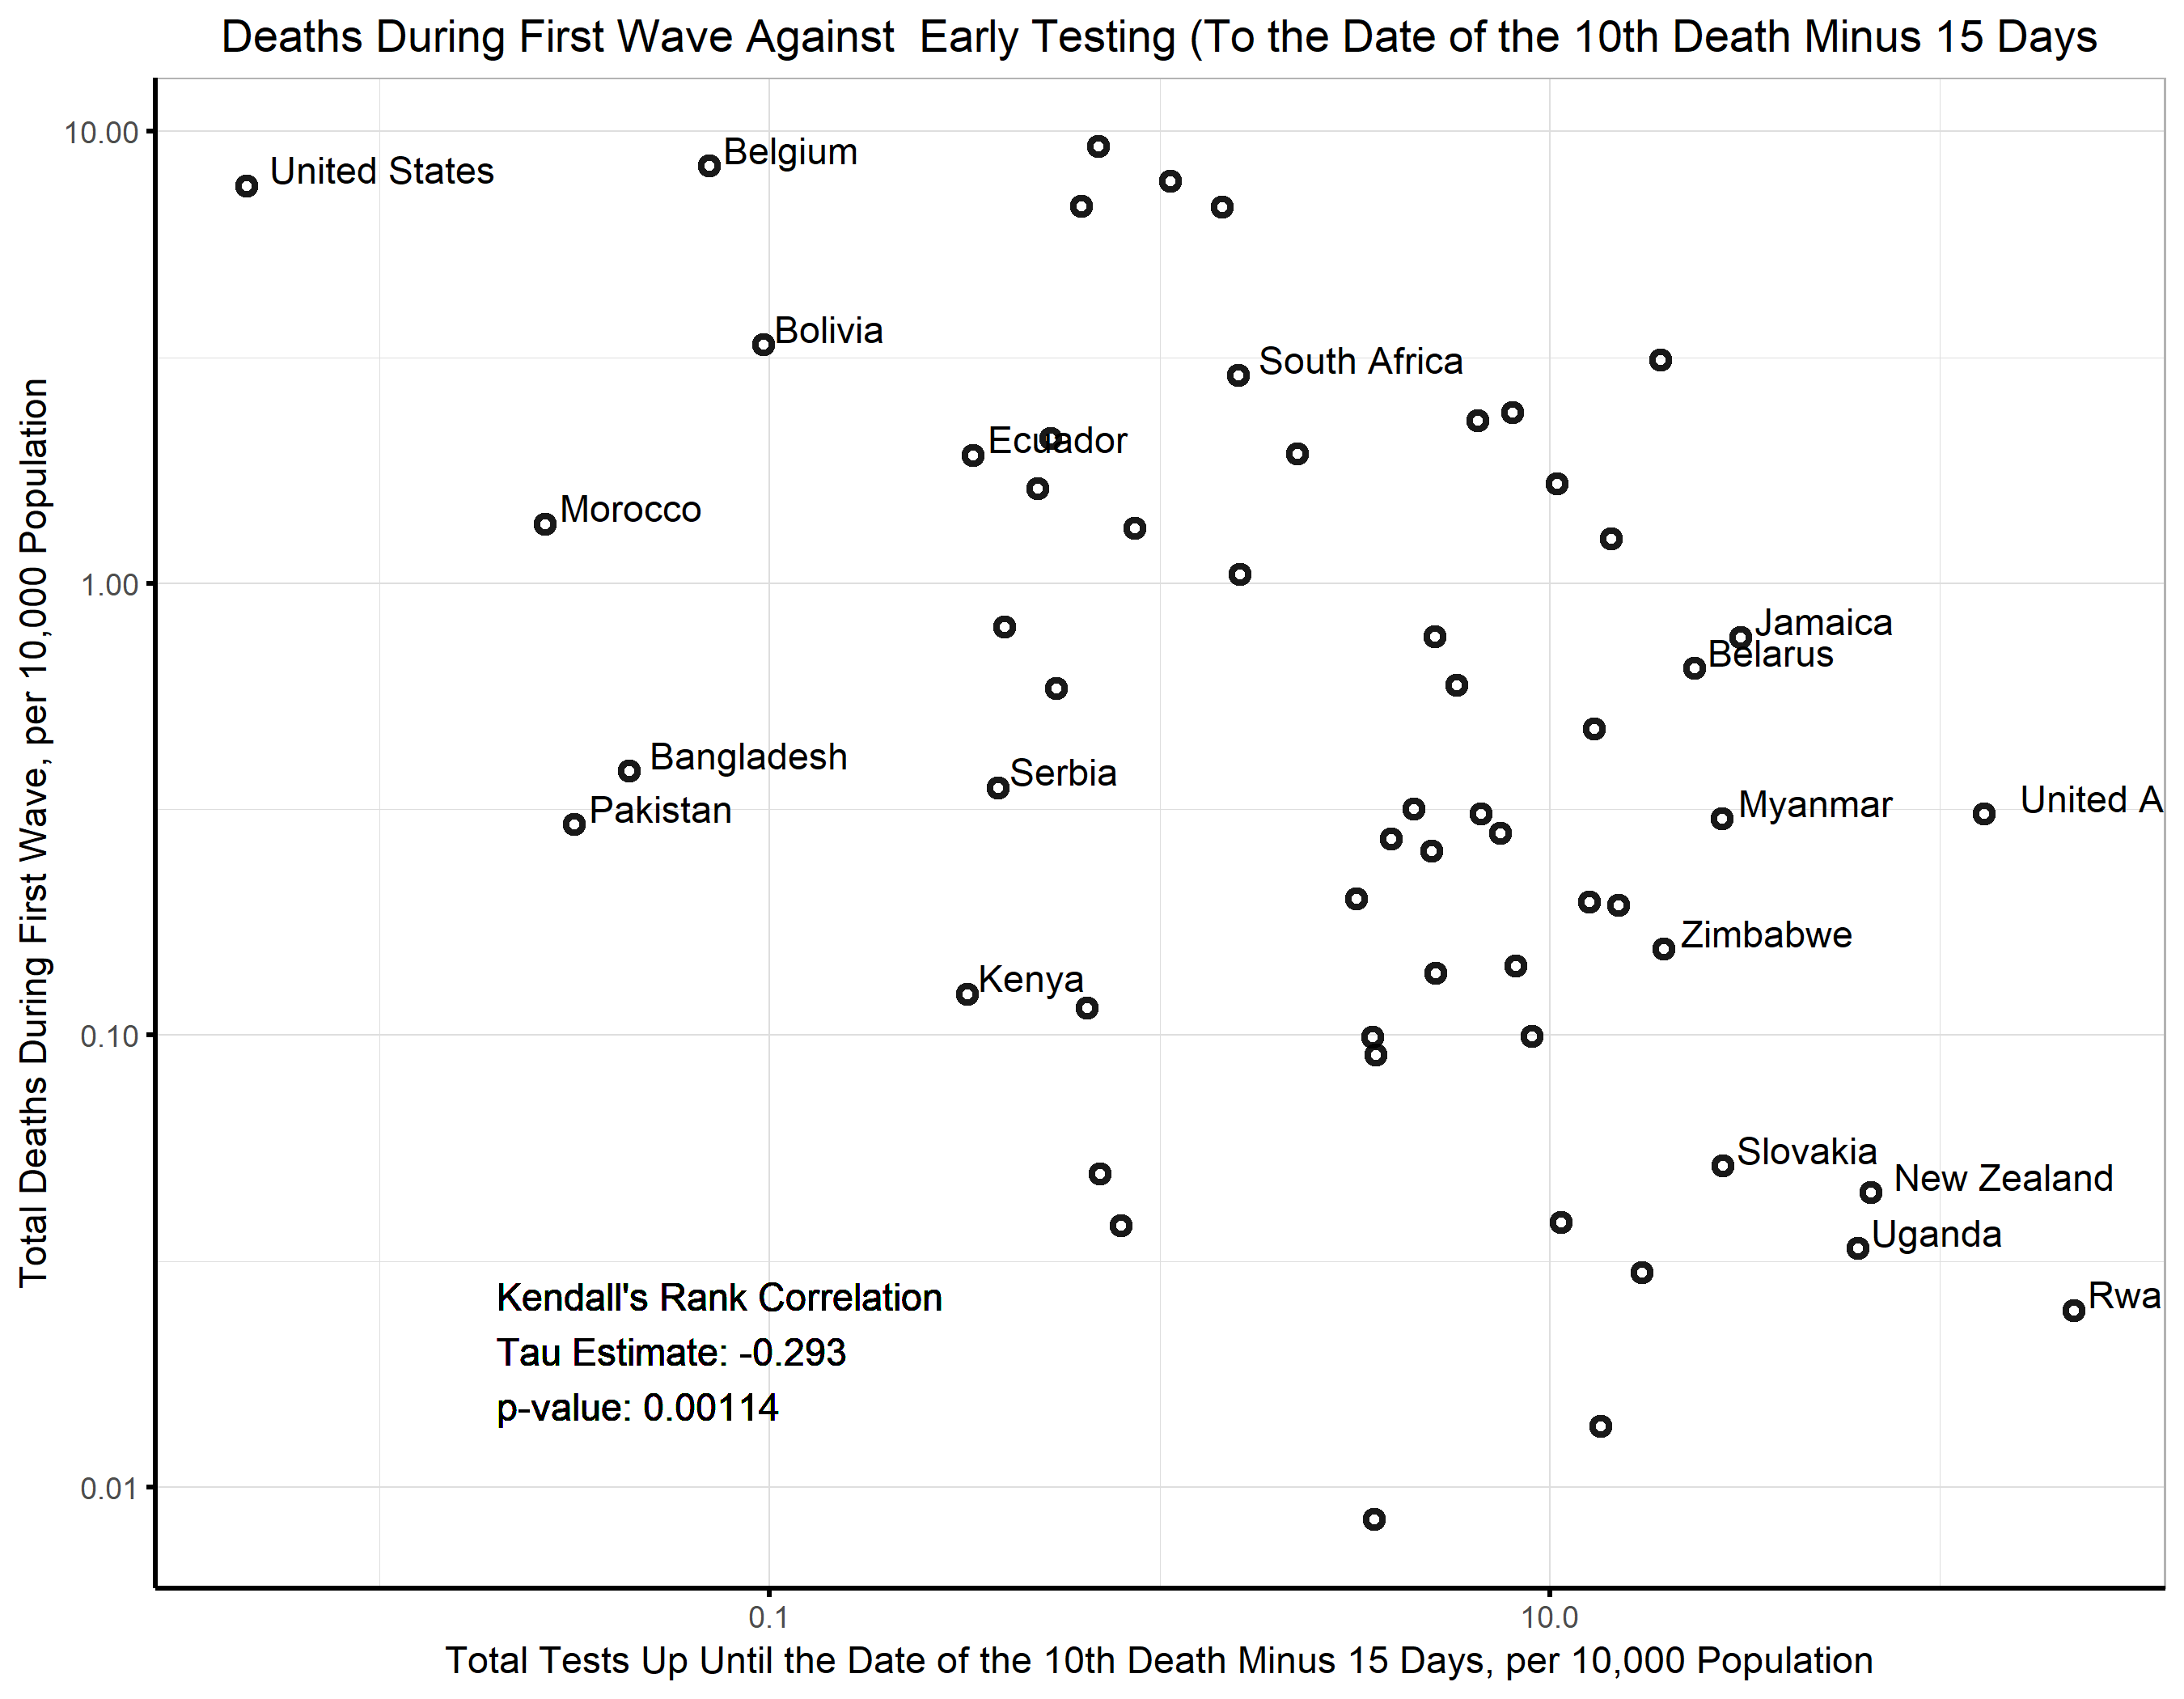 Deaths During First Wave Against  Early Testing (To the Date of the 10th Death Minus 15 Days
10.00
1.00
0.10
0.01
Total Deaths During First Wave, per 10,000 Population
United States
Belgium
Bolivia
South Africa
Ecuador
Morocco
Jamaica
Belarus
Bangladesh
Serbia
Pakistan
Myanmar
United A
Zimbabwe
Kenya
Slovakia
New Zealand
Uganda
Rwa
Kendall's Rank Correlation
Tau Estimate: -0.293
p-value: 0.00114
0.1
10.0
Total Tests Up Until the Date of the 10th Death Minus 15 Days, per 10,000 Population